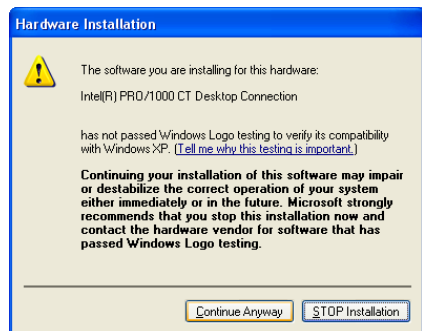 Hardware Installation
The software you are installing for this hardware:
Intel(R) PRO/1000 CT Desktop Connection
has not passed Windows Logo testing to verify its compatibility
with Windows XP. (Tell me why this testing is important.)
Continuing your installation of this software may impair
or destabilize the correct operation of your system
either immediately or in the future. Microsoft strongly
recommends that you stop this installation now and
contact the hardware vendor for software that has
passed Windows Logo testing.
Continue Anyway STOP Installation